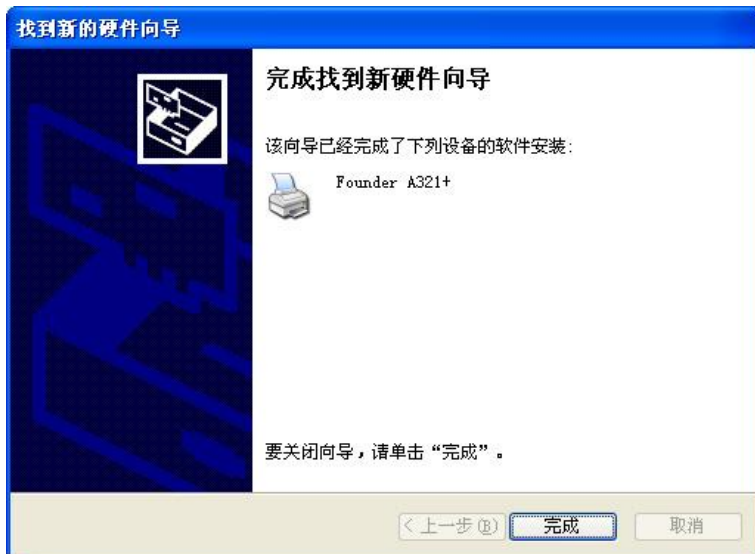 找到新的硬件向导
完成找到新硬件向导
该向导已经完成了下列设备的软件安装:
Founder A321+
要关闭向导，请单击“完成”。
< 上一步(B)
完成
取消